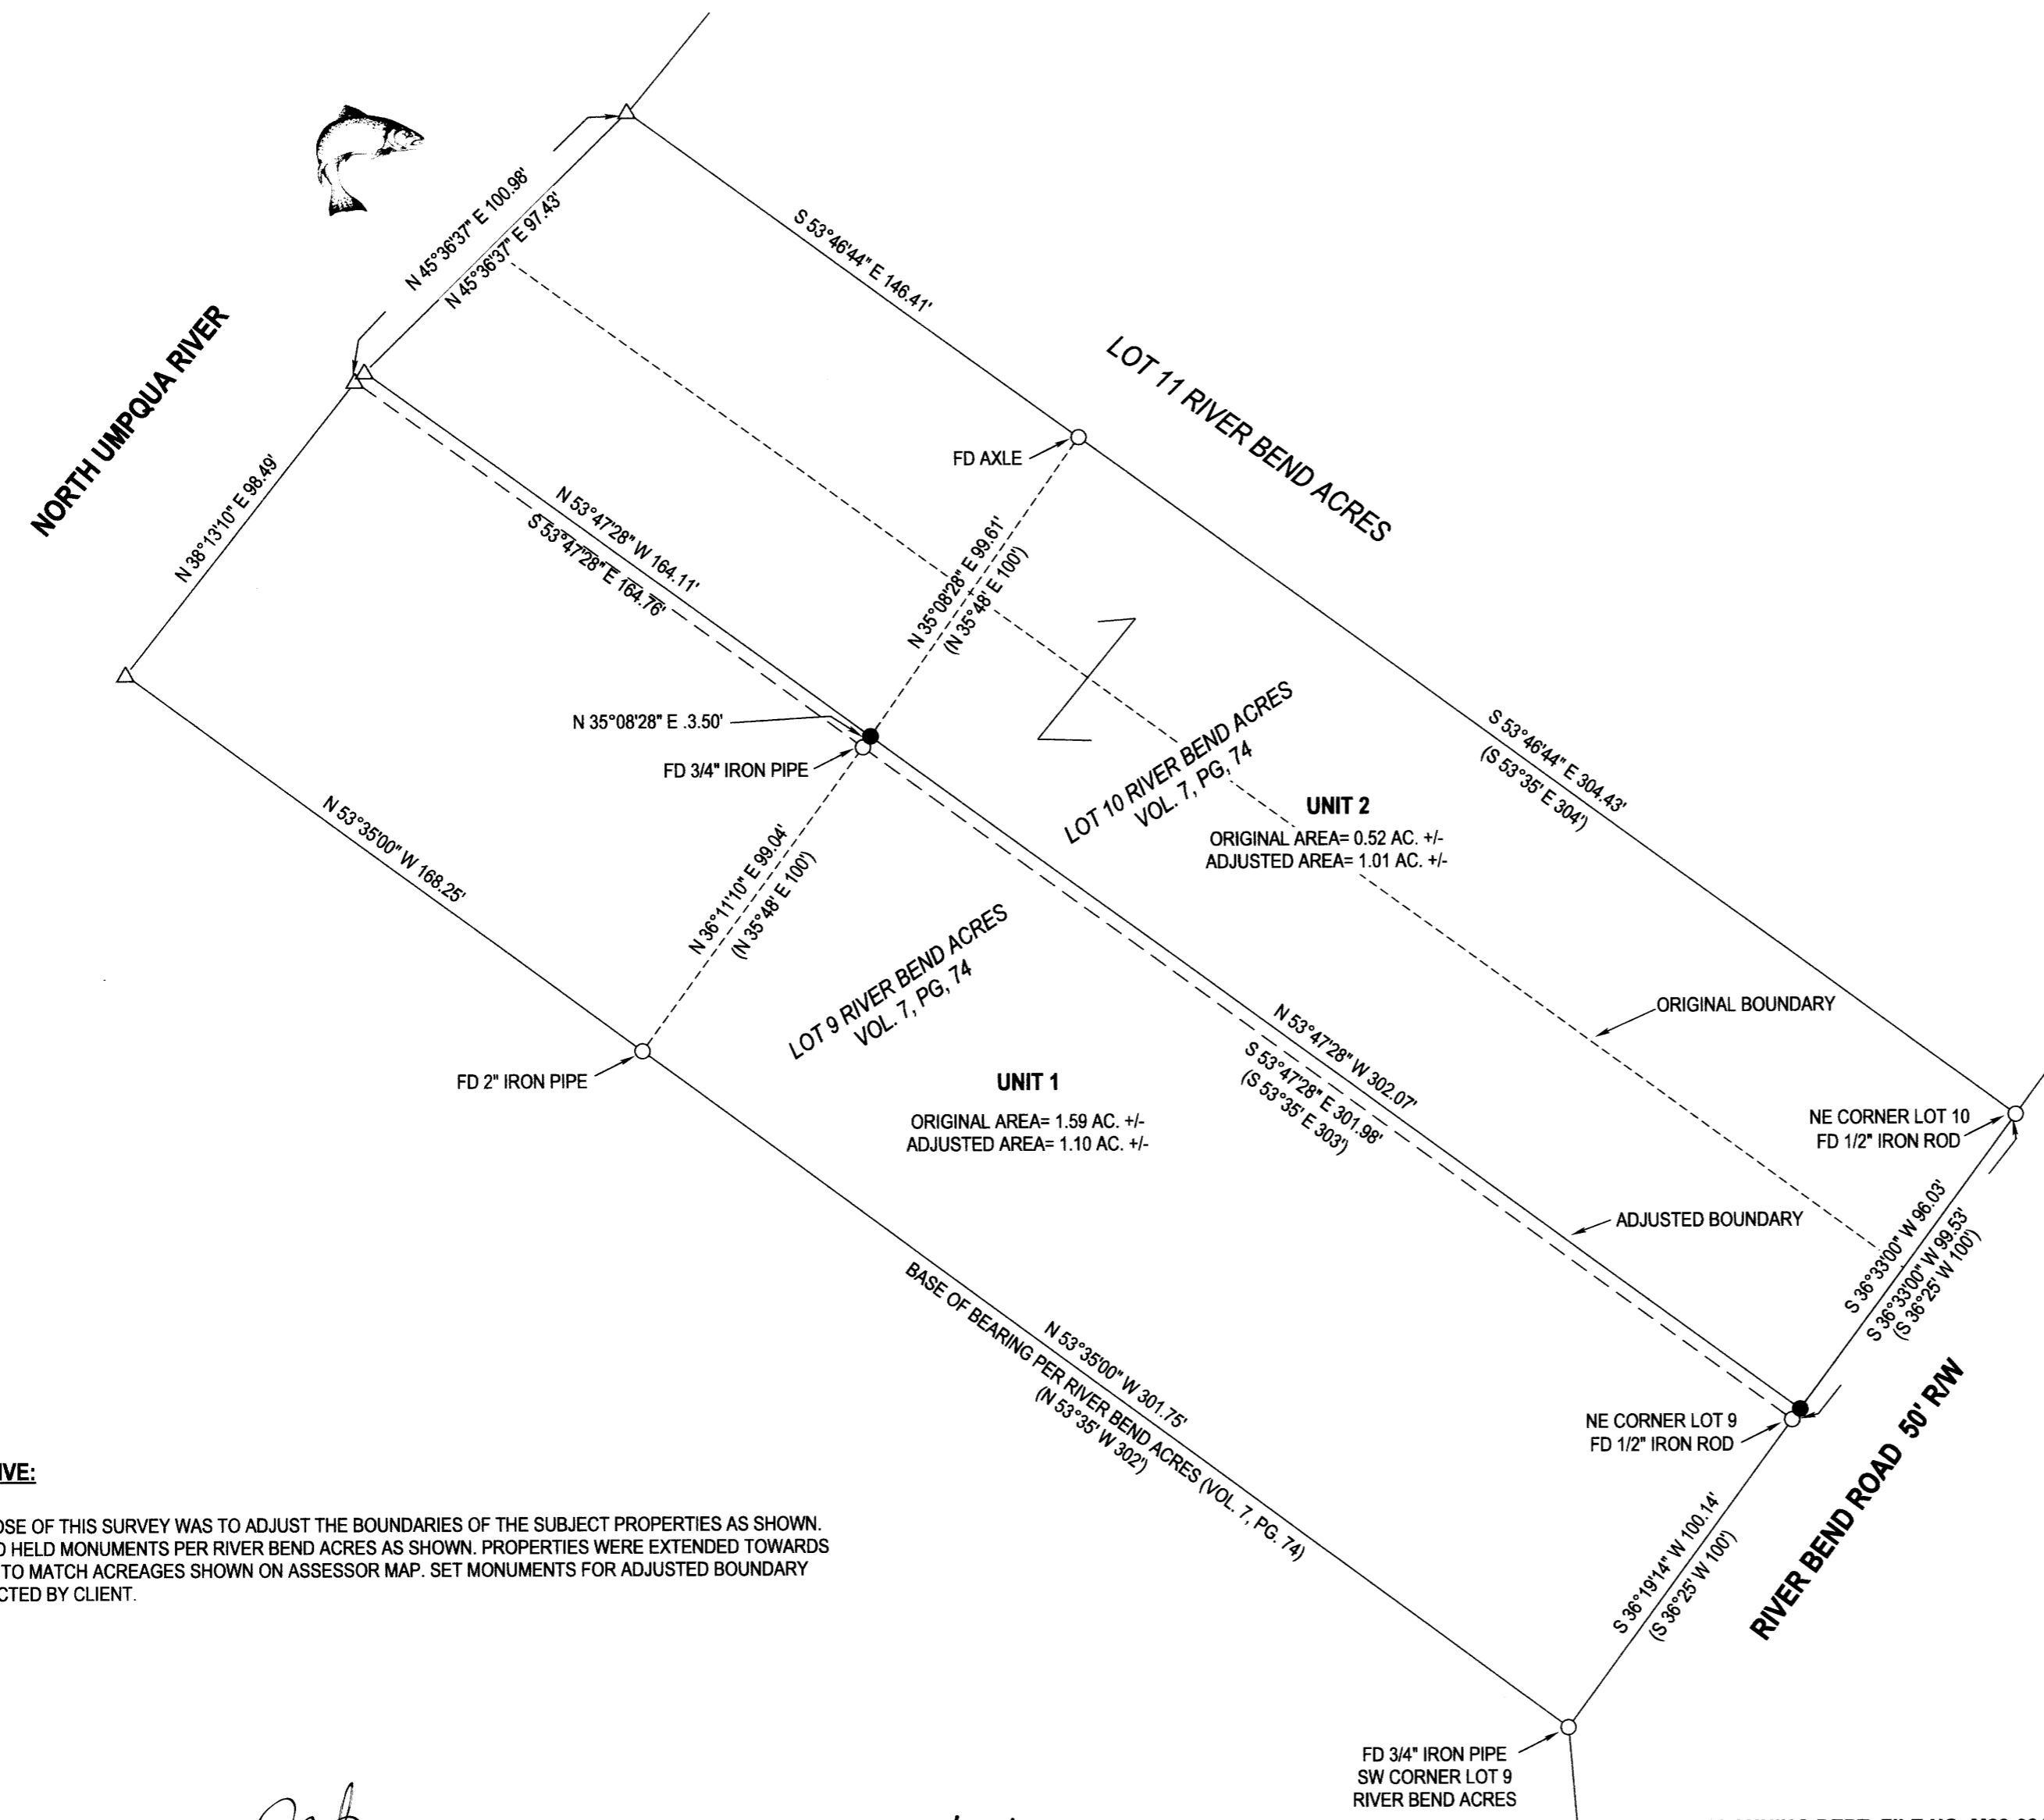 N 45°36'37" E 100.98'
N 45°36'37" E 97.43'
S 53°46'44" E 146.41'
NORTH UMPQUA RIVER
LOT 11 RIVER BEND ACRES
FD AXLE
N 38°13'10" E 98.49'
N 53°47'28" W 164.11'
S 53°47'28" E 164.76'
N 35°08'28" E 99.61'
(N 35°48' E 100')
N 35°08'28" E .3.50'
FD 3/4" IRON PIPE
LOT 10 RIVER BEND ACRES
VOL. 7, PG, 74
S 53°46'44" E 304.43'
(S 53°35' E 304')
UNIT 2
ORIGINAL AREA= 0.52 AC. +/-
ADJUSTED AREA= 1.01 AC. +/-
N 53°35'00" W 168.25'
N 36°11'10" E 99.04'
(N 35°48' E 100')
LOT 9 RIVER BEND ACRES
VOL. 7, PG, 74
ORIGINAL BOUNDARY
FD 2" IRON PIPE
UNIT 1
ORIGINAL AREA= 1.59 AC. +/-
ADJUSTED AREA= 1.10 AC. +/-
N 53°47'28" W 302.07'
S 53°47'28" E 301.98'
(S 53°35' E 303')
NE CORNER LOT 10
FD 1/2" IRON ROD
ADJUSTED BOUNDARY
S 36°33'00" W 96.03'
S 36°33'00" W 99.53'
(S 36°25' W 100')
N 53°35'00" W 301.75'
BASE OF BEARING PER RIVER BEND ACRES (VOL. 7, PG. 74)
(N 53°35' W 302')
NE CORNER LOT 9
FD 1/2" IRON ROD
RIVER BEND ROAD 50' R/W
S 36°19'14" W 100.14'
(S 36°25' W 100')
IVE:
OSE OF THIS SURVEY WAS TO ADJUST THE BOUNDARIES OF THE SUBJECT PROPERTIES AS SHOWN.
D HELD MONUMENTS PER RIVER BEND ACRES AS SHOWN. PROPERTIES WERE EXTENDED TOWARDS
TO MATCH ACREAGES SHOWN ON ASSESSOR MAP. SET MONUMENTS FOR ADJUSTED BOUNDARY
CTED BY CLIENT.
FD 3/4" IRON PIPE
SW CORNER LOT 9
RIVER BEND ACRES